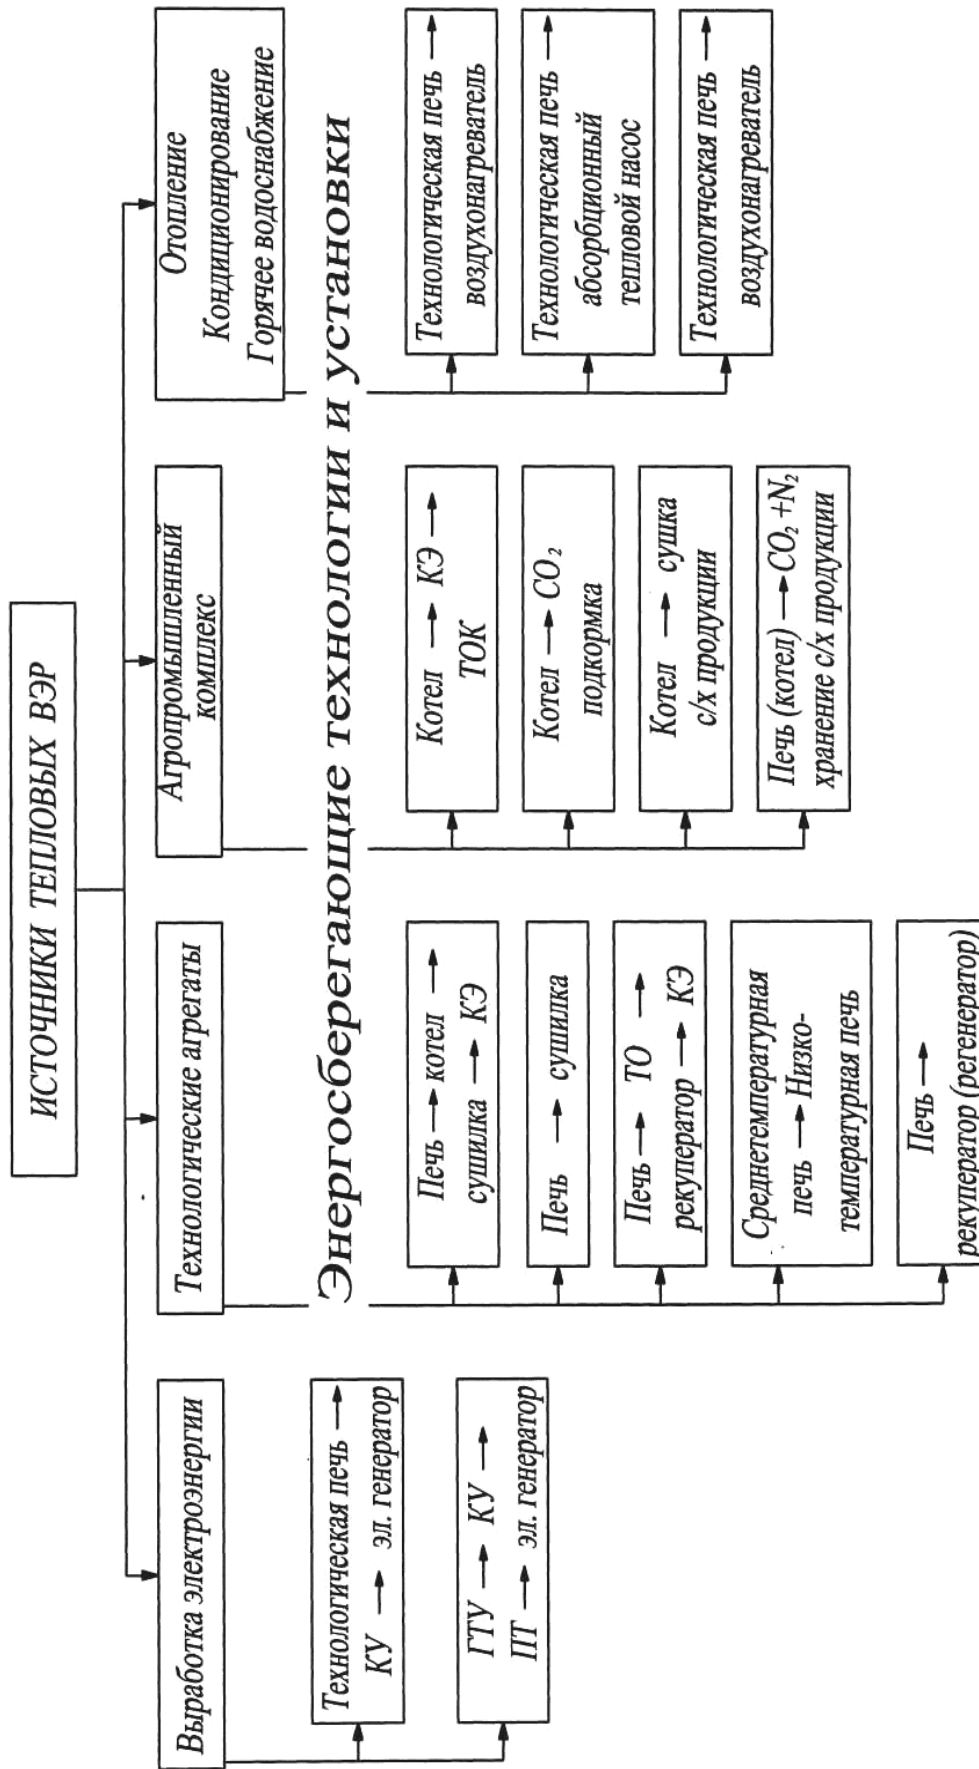 ИСТОЧНИКИ ТЕПЛОВЫХ ВЭР
Выработка электроэнергии
Технологическая печь →
КУ → эл. генератор
ГТУ → КУ →
ПТ → эл. генератор
Технологические агрегаты
Агропромышленный
комплекс
Отопление
Кондиционирование
Горячее водоснабжение
Энергосберегающие технологии и установки
Печь → котел →
сушилка → КЭ
Печь → сушилка
Печь → ТО →
рекуператор → КЭ
Среднетемпературная
печь → Низко-
температурная печь
Печь →
рекуператор (регенератор)
Котел → КЭ →
ТОК
Котел → CO₂
подкормка
Котел → сушка
с/х продукции
Печь (котел) → CO₂ +N₂
хранение с/х продукции
Технологическая печь →
воздухонагреватель
Технологическая печь →
абсорбционный
тепловой насос
Технологическая печь →
воздухонагреватель